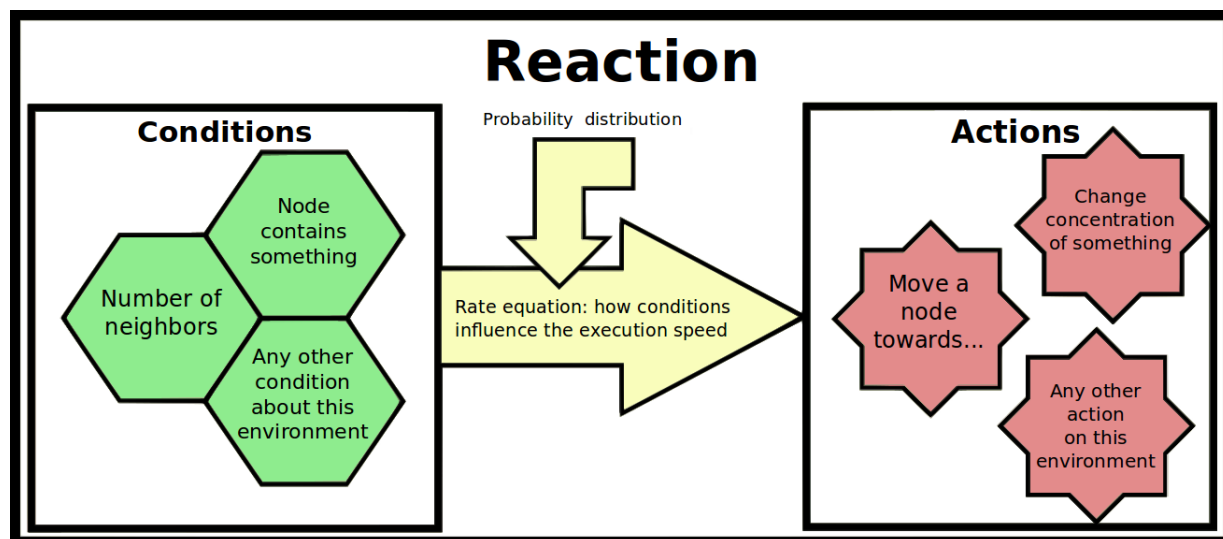 Reaction
Conditions
Node
contains
something
Number of
neighbors
Any other
condition
about this
environment
Probability distribution
Rate equation: how conditions
influence the execution speed
Actions
Change
concentration
of something
Move a
node
towards...
Any other
action
on this
environment